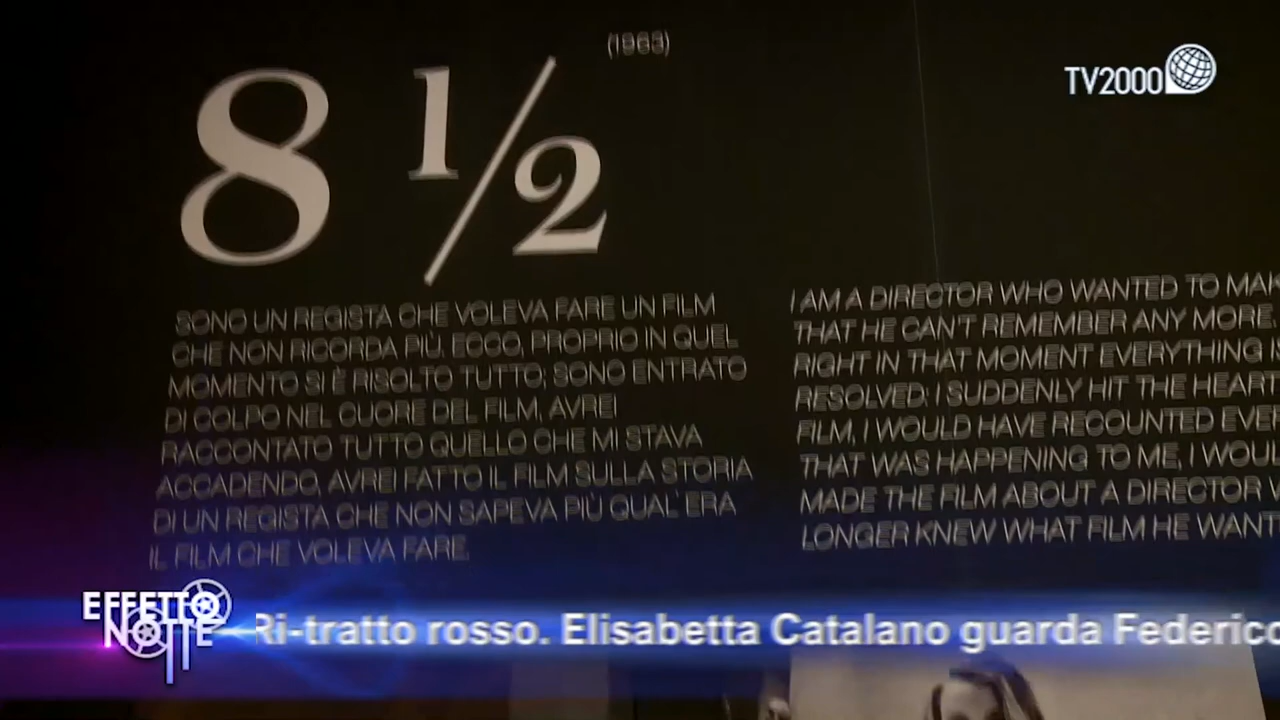 8 ½
(1963)
TV2000
SONO UN REGISTA CHE VOLEVA FARE UN FILM
CHE NON RICORDA PIÙ. ECCO, PROPRIO IN QUEL
MOMENTO SI È RISOLTO TUTTO; SONO ENTRATO
DI COLPO NEL CUORE DEL FILM, AVREI
RACCONTATO TUTTO QUELLO CHE MI STAVA
ACCADENDO, AVREI FATTO IL FILM SULLA STORIA
DI UN REGISTA CHE NON SAPEVA PIÙ QUAL'ERA
IL FILM CHE VOLEVA FARE.
I AM A DIRECTOR WHO WANTED TO MAK
THAT HE CAN'T REMEMBER ANY MORE.
RIGHT IN THAT MOMENT EVERYTHING IS
RESOLVED: I SUDDENLY HIT THE HEART
FILM, I WOULD HAVE RECOUNTED EVER
THAT WAS HAPPENING TO ME, I WOUL
MADE THE FILM ABOUT A DIRECTOR W
LONGER KNEW WHAT FILM HE WANT
EFFETTO
NOTTE
Ri-tratto rosso. Elisabetta Catalano guarda Federico